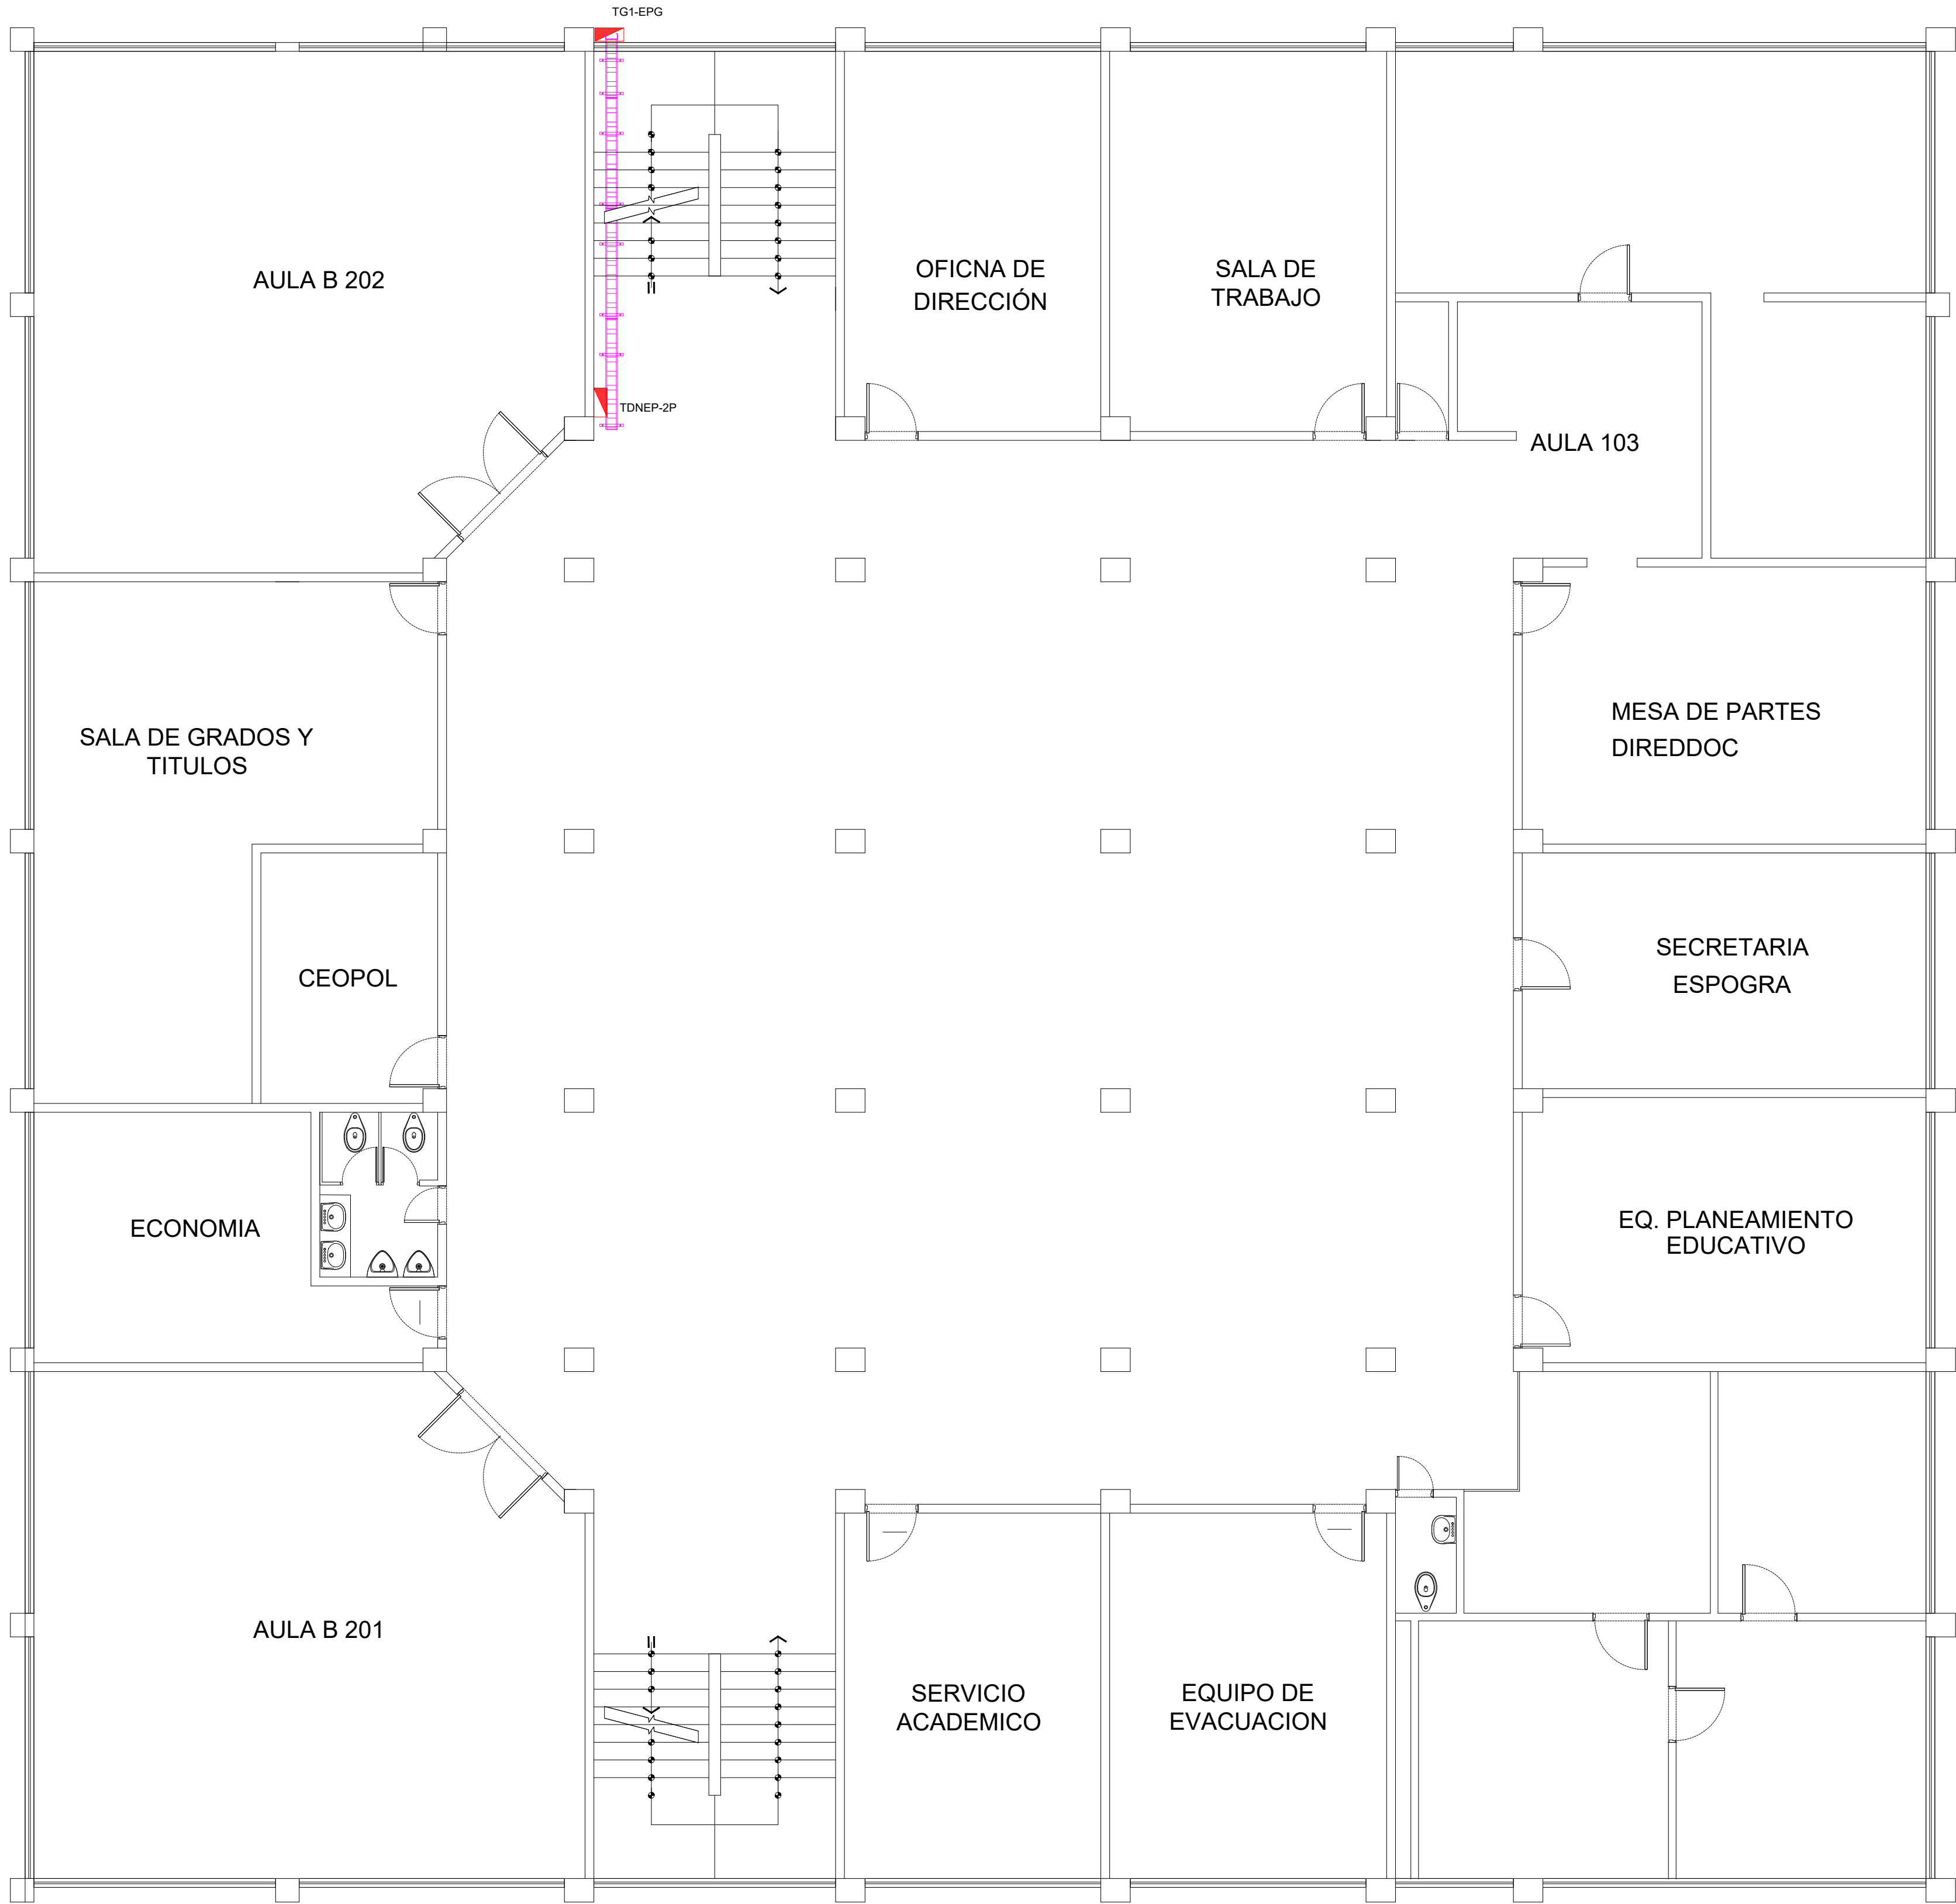 TG1-EPG
AULA B 202
OFICNA DE
DIRECCIÓN
SALA DE
TRABAJO
TDNEP-2P
AULA 103
SALA DE GRADOS Y
TITULOS
MESA DE PARTES
DIREDDOC
CEOPOL
SECRETARIA
ESPOGRA
ECONOMIA
EQ. PLANEAMIENTO
EDUCATIVO
AULA B 201
SERVICIO
ACADEMICO
EQUIPO DE
EVACUACION